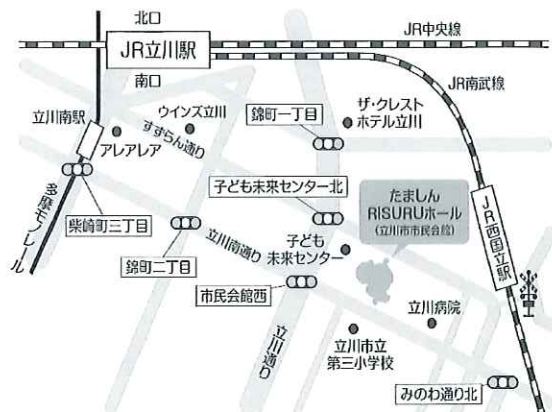 北口
JR中央線
JR立川駅
南口
JR南武線
立川南駅
ウインズ立川
ザ・クレスト
ホテル立川
錦町一丁目
すずらん通り
アレアレア
多摩モノレール
柴崎町三丁目
子ども未来センター北
たましん
RISURUホール
(立川市市民会館)
JR西国立駅
錦町二丁目
立川南通り
子ども
未来センター
市民会館西
立川通り
立川病院
立川市立
第三小学校
みのわ通り北